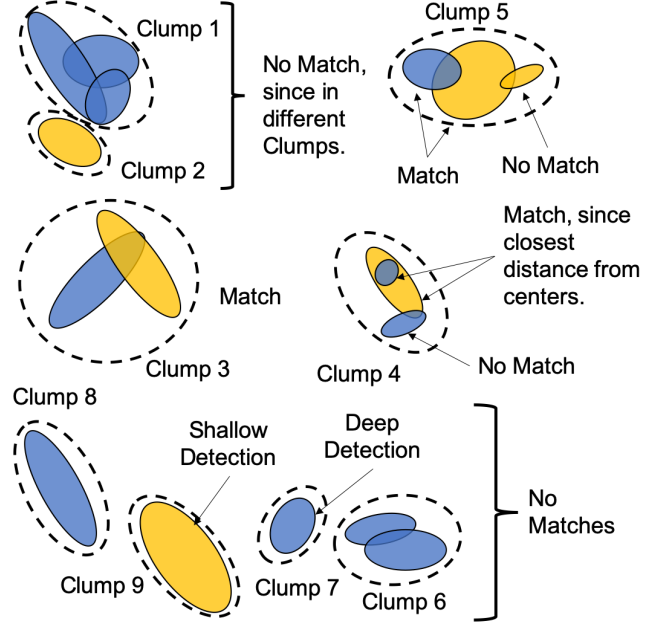 Clump 1
Clump 2
No Match,
since in
different
Clumps.
Clump 5
Match
No Match
Clump 3
Match
Match, since
closest
distance from
centers.
No Match
Clump 4
Clump 8
Shallow
Detection
Deep
Detection
Clump 9
Clump 7
Clump 6
No
Matches